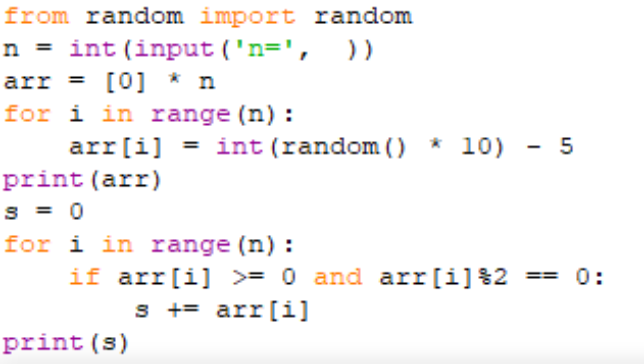 from random import random
n = int(input('n=',  ))
arr = [0] * n
for i in range(n):
    arr[i] = int(random() * 10) - 5
print(arr)
s = 0
for i in range(n):
    if arr[i] >= 0 and arr[i]%2 == 0:
        s += arr[i]
print(s)